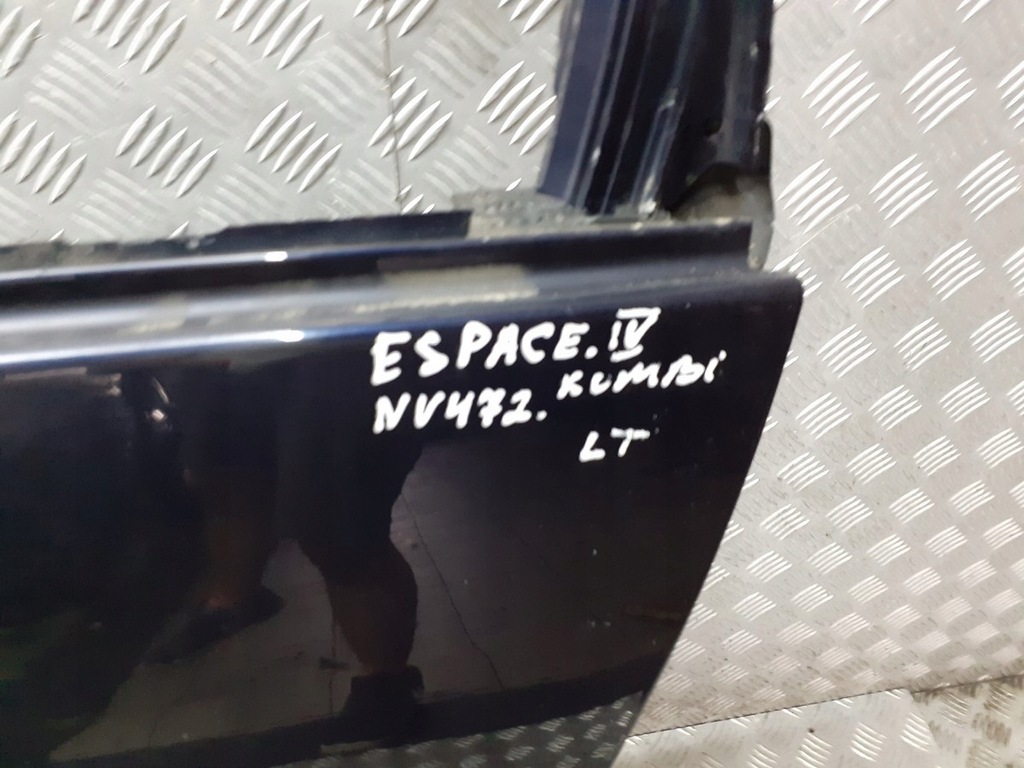 ESPACE. IV
NV472. KOMBi
LT